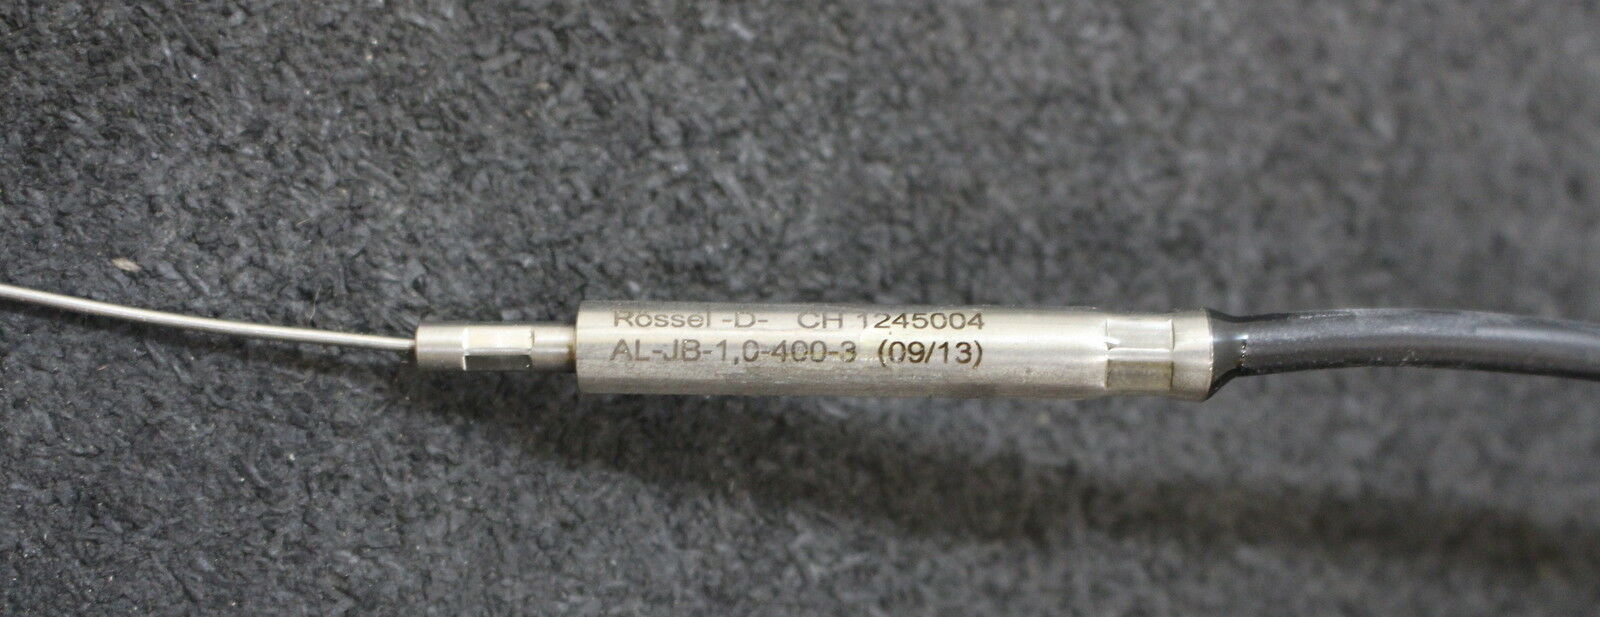 Rössel -D- CH 1245004
AL-JB-1,0-400-3 (09/13)